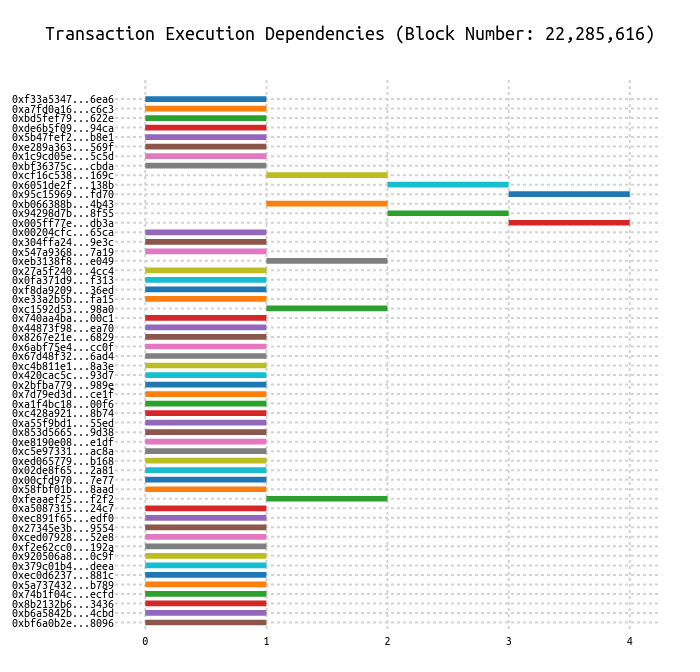 Transaction Execution Dependencies (Block Number: 22,285,616)
0xf33a5347...6ea6
0xa7fd0a16...c6c3
0xbd5fef79...622e
0xde6b5f09...94ca
0x5b47fef2...b8e1
0xe289a363...569f
0x1c9cd05e...5c5d
0xbf36375c...cbda
0xcf16c538...169c
0x6051de2f...138b
0x95c15969...fd70
0xb066388b...4b43
0x94298d7b...8f55
0x005ff77e...db3a
0x00204cfc...65ca
0x304ffa24...9e3c
0x547a9368...7a19
0xeb3138f8...e049
0x27a5f240...4cc4
0x0fa371d9...f313
0xf8da9209...36ed
0xe33a2b5b...fa15
0xc1592d53...98a0
0x740aa4ba...00c1
0x44873f98...ea70
0x8267e21e...6829
0x6abf75e4...cc0f
0x67d48f32...6ad4
0xc4b811e1...8a3e
0x420cac5c...93d7
0x2bfba779...989e
0x7d79ed3d...ce1f
0xa1f4bc18...00f6
0xc428a921...8b74
0xa55f9bd1...55ed
0x853d5665...9d38
0xe8190e08...e1df
0xc5e97331...ac8a
0xed065779...b168
0x02de8f65...2a81
0x00cfd970...7e77
0x58fbf01b...8aad
0xfeaaef25...f2f2
0xa5087315...24c7
0xec891f65...edf0
0x27345e3b...9554
0xced07928...52e8
0xf2e62cc0...192a
0x920506a8...0c9f
0x379c01b4...deea
0xec0d6237...881c
0x5a737432...b789
0x74b1f04c...ecfd
0x8b2132b6...3436
0xb6a5842b...4cbd
0xbf6a0b2e...8096
0 1 2 3 4